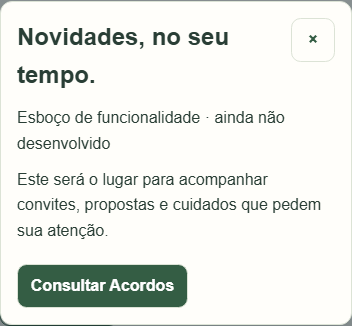 Novidades, no seu
tempo.
×
Esboço de funcionalidade · ainda não
desenvolvido
Este será o lugar para acompanhar
convites, propostas e cuidados que pedem
sua atenção.
Consultar Acordos